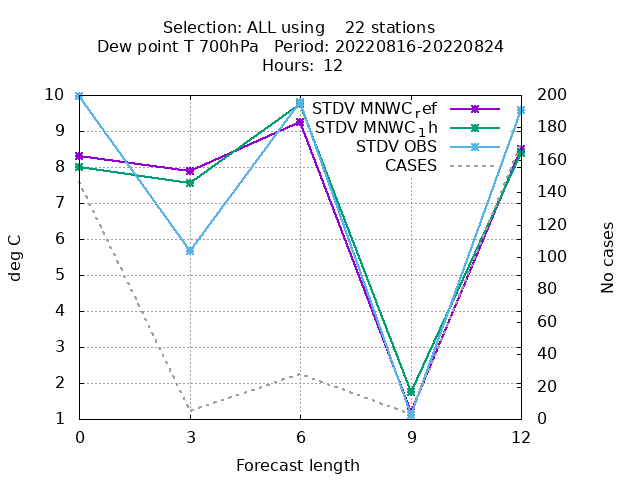 Selection: ALL using    22 stations
Dew point T 700hPa   Period: 20220816-20220824
Hours:  12
STDV MNWC_ref
STDV MNWC_1h
STDV OBS
CASES
10
9
8
7
6
5
4
3
2
1
deg C
200
180
160
140
120
100
80
60
40
20
0
No cases
0 3 6 9 12
Forecast length